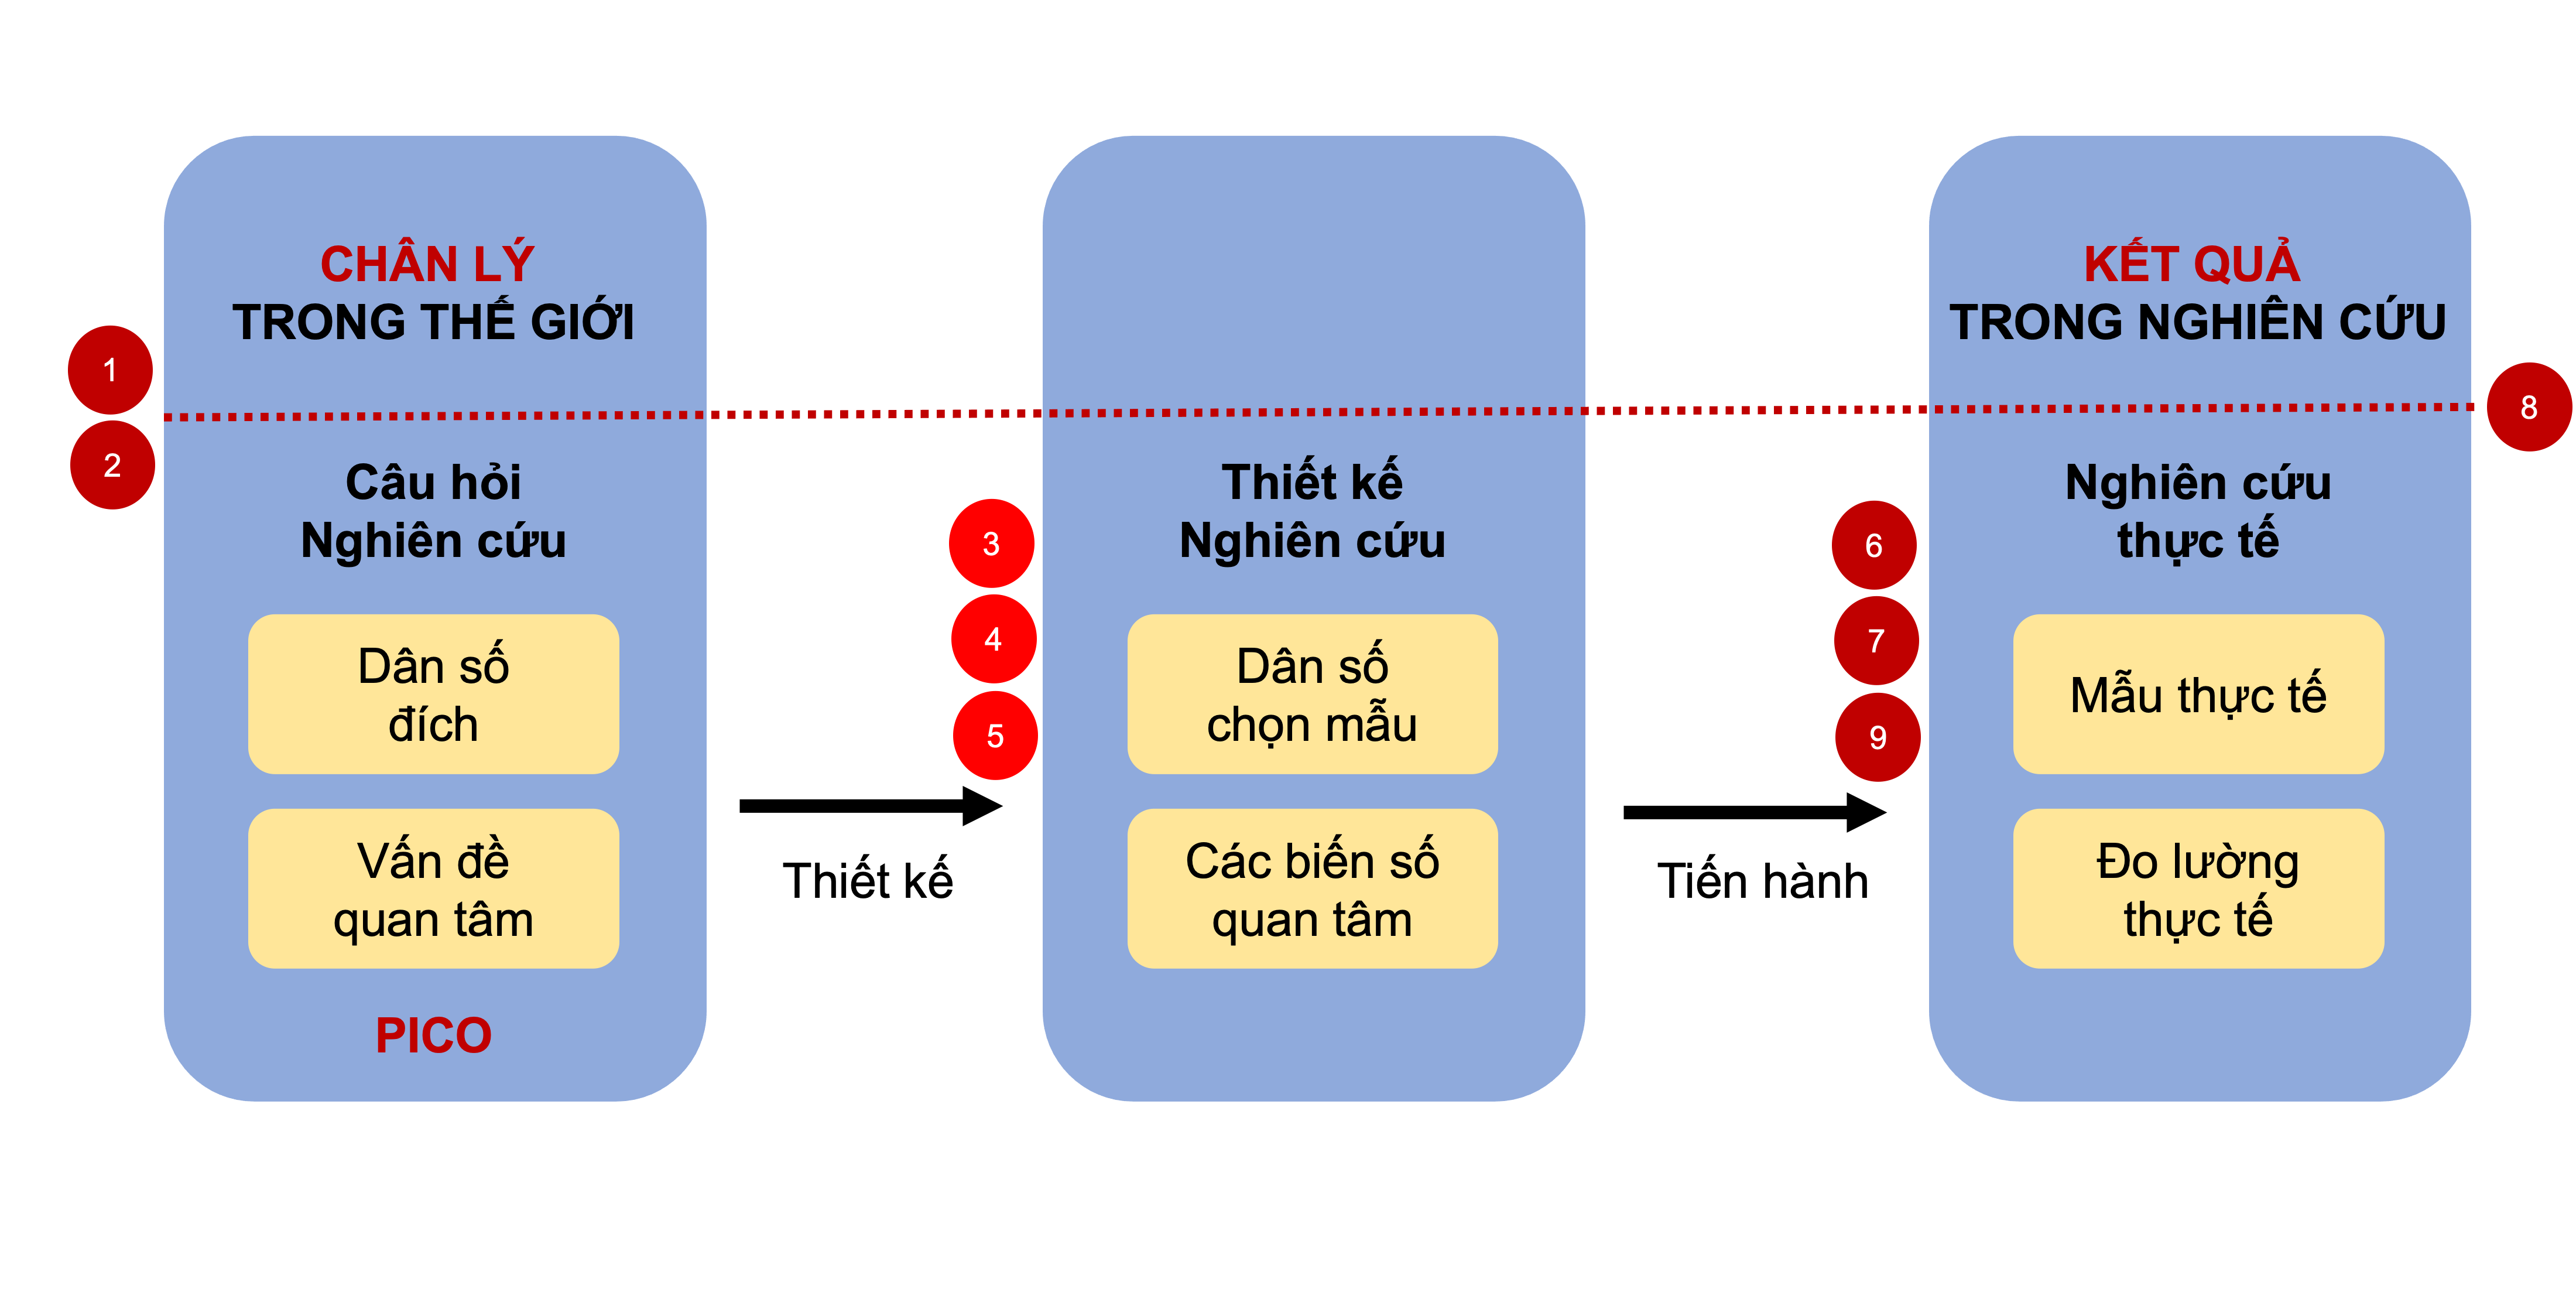 CHÂN LÝ
TRONG THẾ GIỚI
1
2
Câu hỏi
Nghiên cứu
Dân số
đích
Vấn đề
quan tâm
PICO
Thiết kế
3
4
5
Thiết kế
Nghiên cứu
Dân số
chọn mẫu
Các biến số
quan tâm
Tiến hành
6
7
9
KẾT QUẢ
TRONG NGHIÊN CỨU
8
Nghiên cứu
thực tế
Mẫu thực tế
Đo lường
thực tế